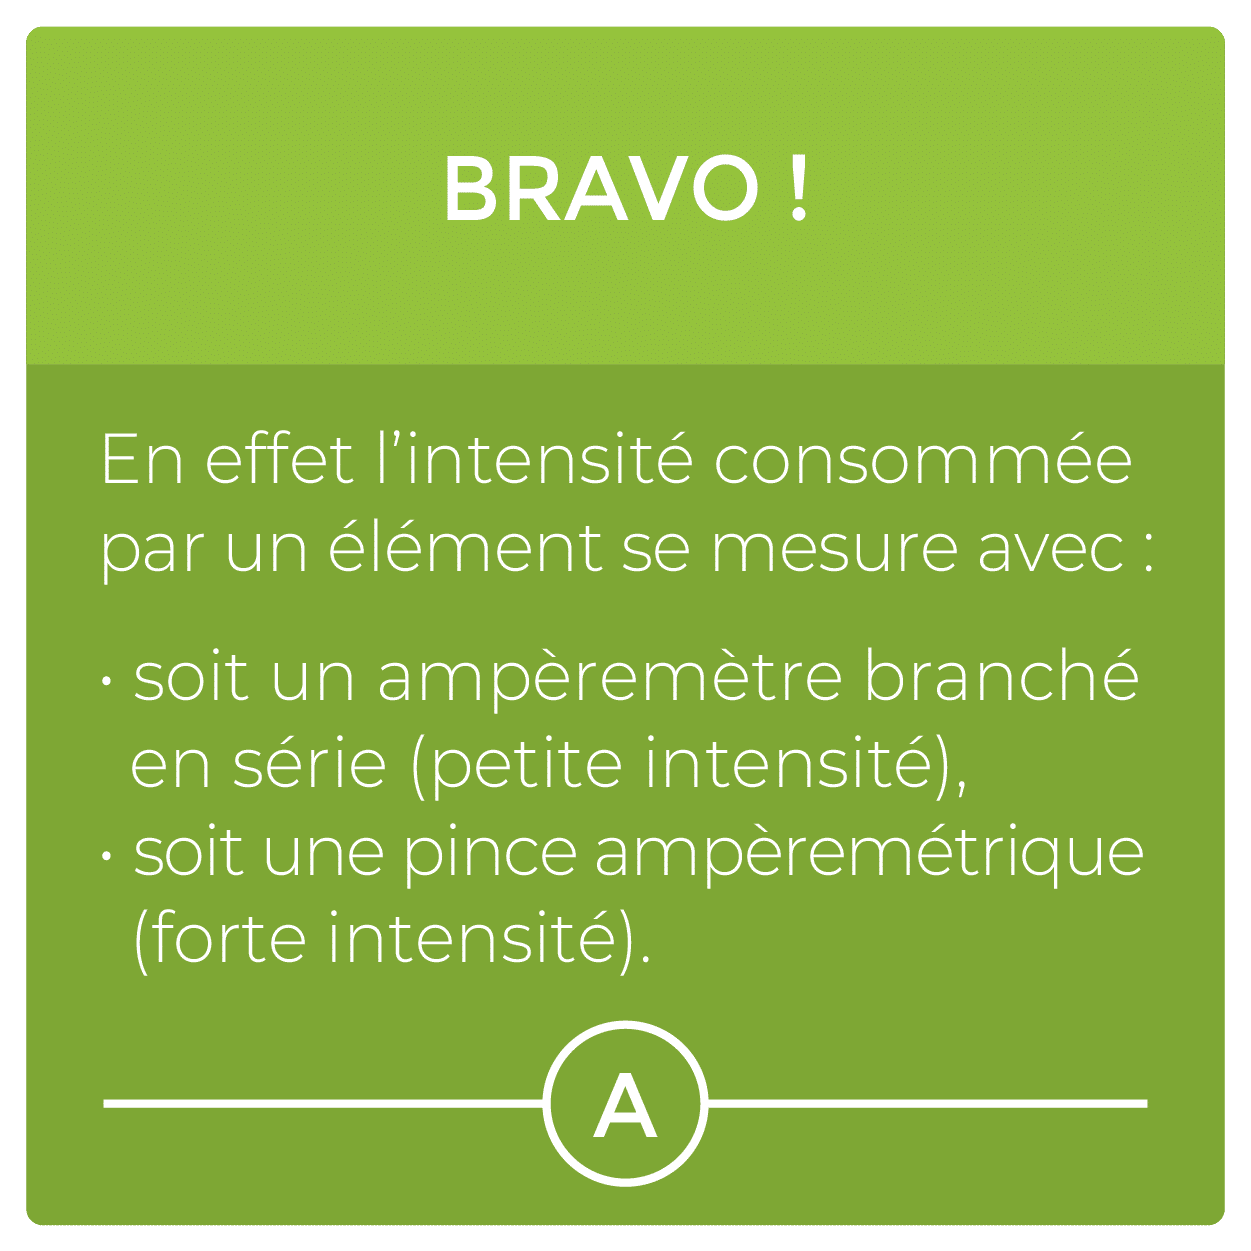 BRAVO !
En effet l’intensité consommée
par un élément se mesure avec :
• soit un ampèremètre branché
en série (petite intensité),
• soit une pince ampèremétrique
(forte intensité).
A